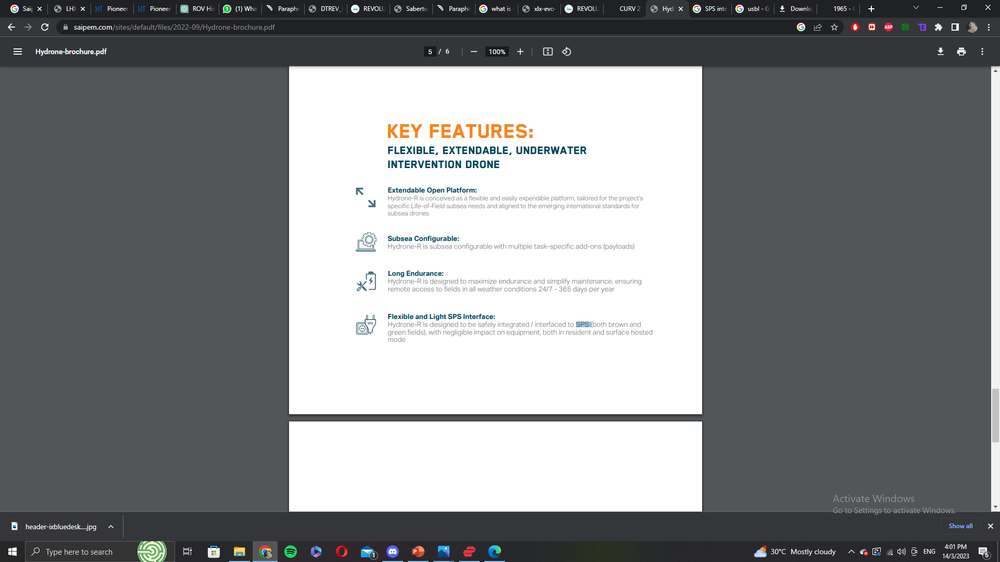 Saip
LHX
MT Pioneer
MT Pioneer
ROV His
(1) Wha
Paraphr
DTREV_
REVOLU
Saberto
Paraphr
what is
xlx-evo-
REVOLU
CURV 2
Hyd
SPS inte
usbl - G
Downlo
1965 -
saipem.com/sites/default/files/2022-09/Hydrone-brochure.pdf
ABP
Hydrone-brochure.pdf
5 / 6
100%
KEY FEATURES:
FLEXIBLE, EXTENDABLE, UNDERWATER
INTERVENTION DRONE
Extendable Open Platform:
Hydrone-R is conceived as a flexible and easily expendible platform, tailored for the project's
specific Life-of-Field subsea needs and aligned to the emerging international standards for
subsea drones
Subsea Configurable:
Hydrone-R is subsea configurable with multiple task-specific add-ons (payloads)
Long Endurance:
Hydrone-R is designed to maximize endurance and simplify maintenance, ensuring
remote access to fields in all weather conditions 24/7 - 365 days per year
Flexible and Light SPS Interface:
Hydrone-R is designed to be safely integrated / interfaced to SPS (both brown and
green fields), with negligible impact on equipment, both in resident and surface hosted
mode
Activate Windows
Go to Settings to activate Windows.
header-ixbluedesk....jpg
Show all
Type here to search
1
30°C Mostly cloudy
ENG
4:01 PM
14/3/2023
6